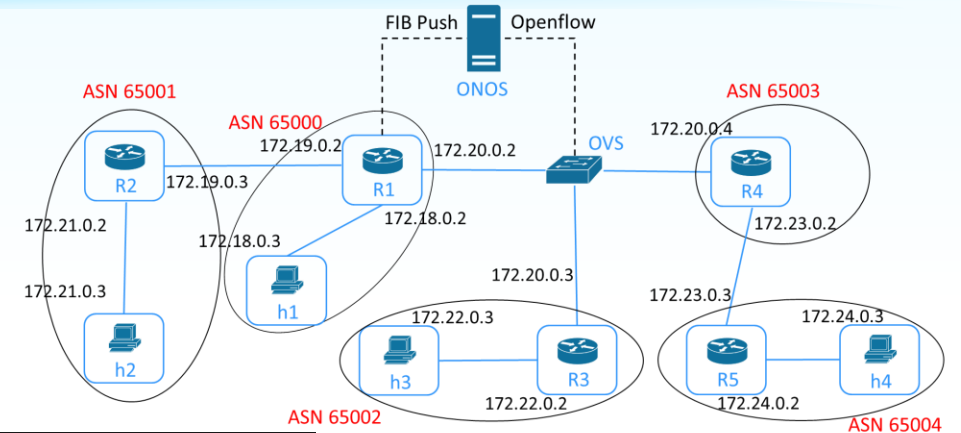 FIB Push
Openflow
ONOS
ASN 65001
ASN 65000
ASN 65003
172.19.0.2
172.20.0.2
OVS
172.20.0.4
R2
172.19.0.3
R1
R4
172.21.0.2
172.18.0.2
172.23.0.2
172.18.0.3
172.20.0.3
172.21.0.3
172.23.0.3
h1
172.22.0.3
172.24.0.3
h2
h3
R3
R5
h4
172.22.0.2
172.24.0.2
ASN 65002
ASN 65004